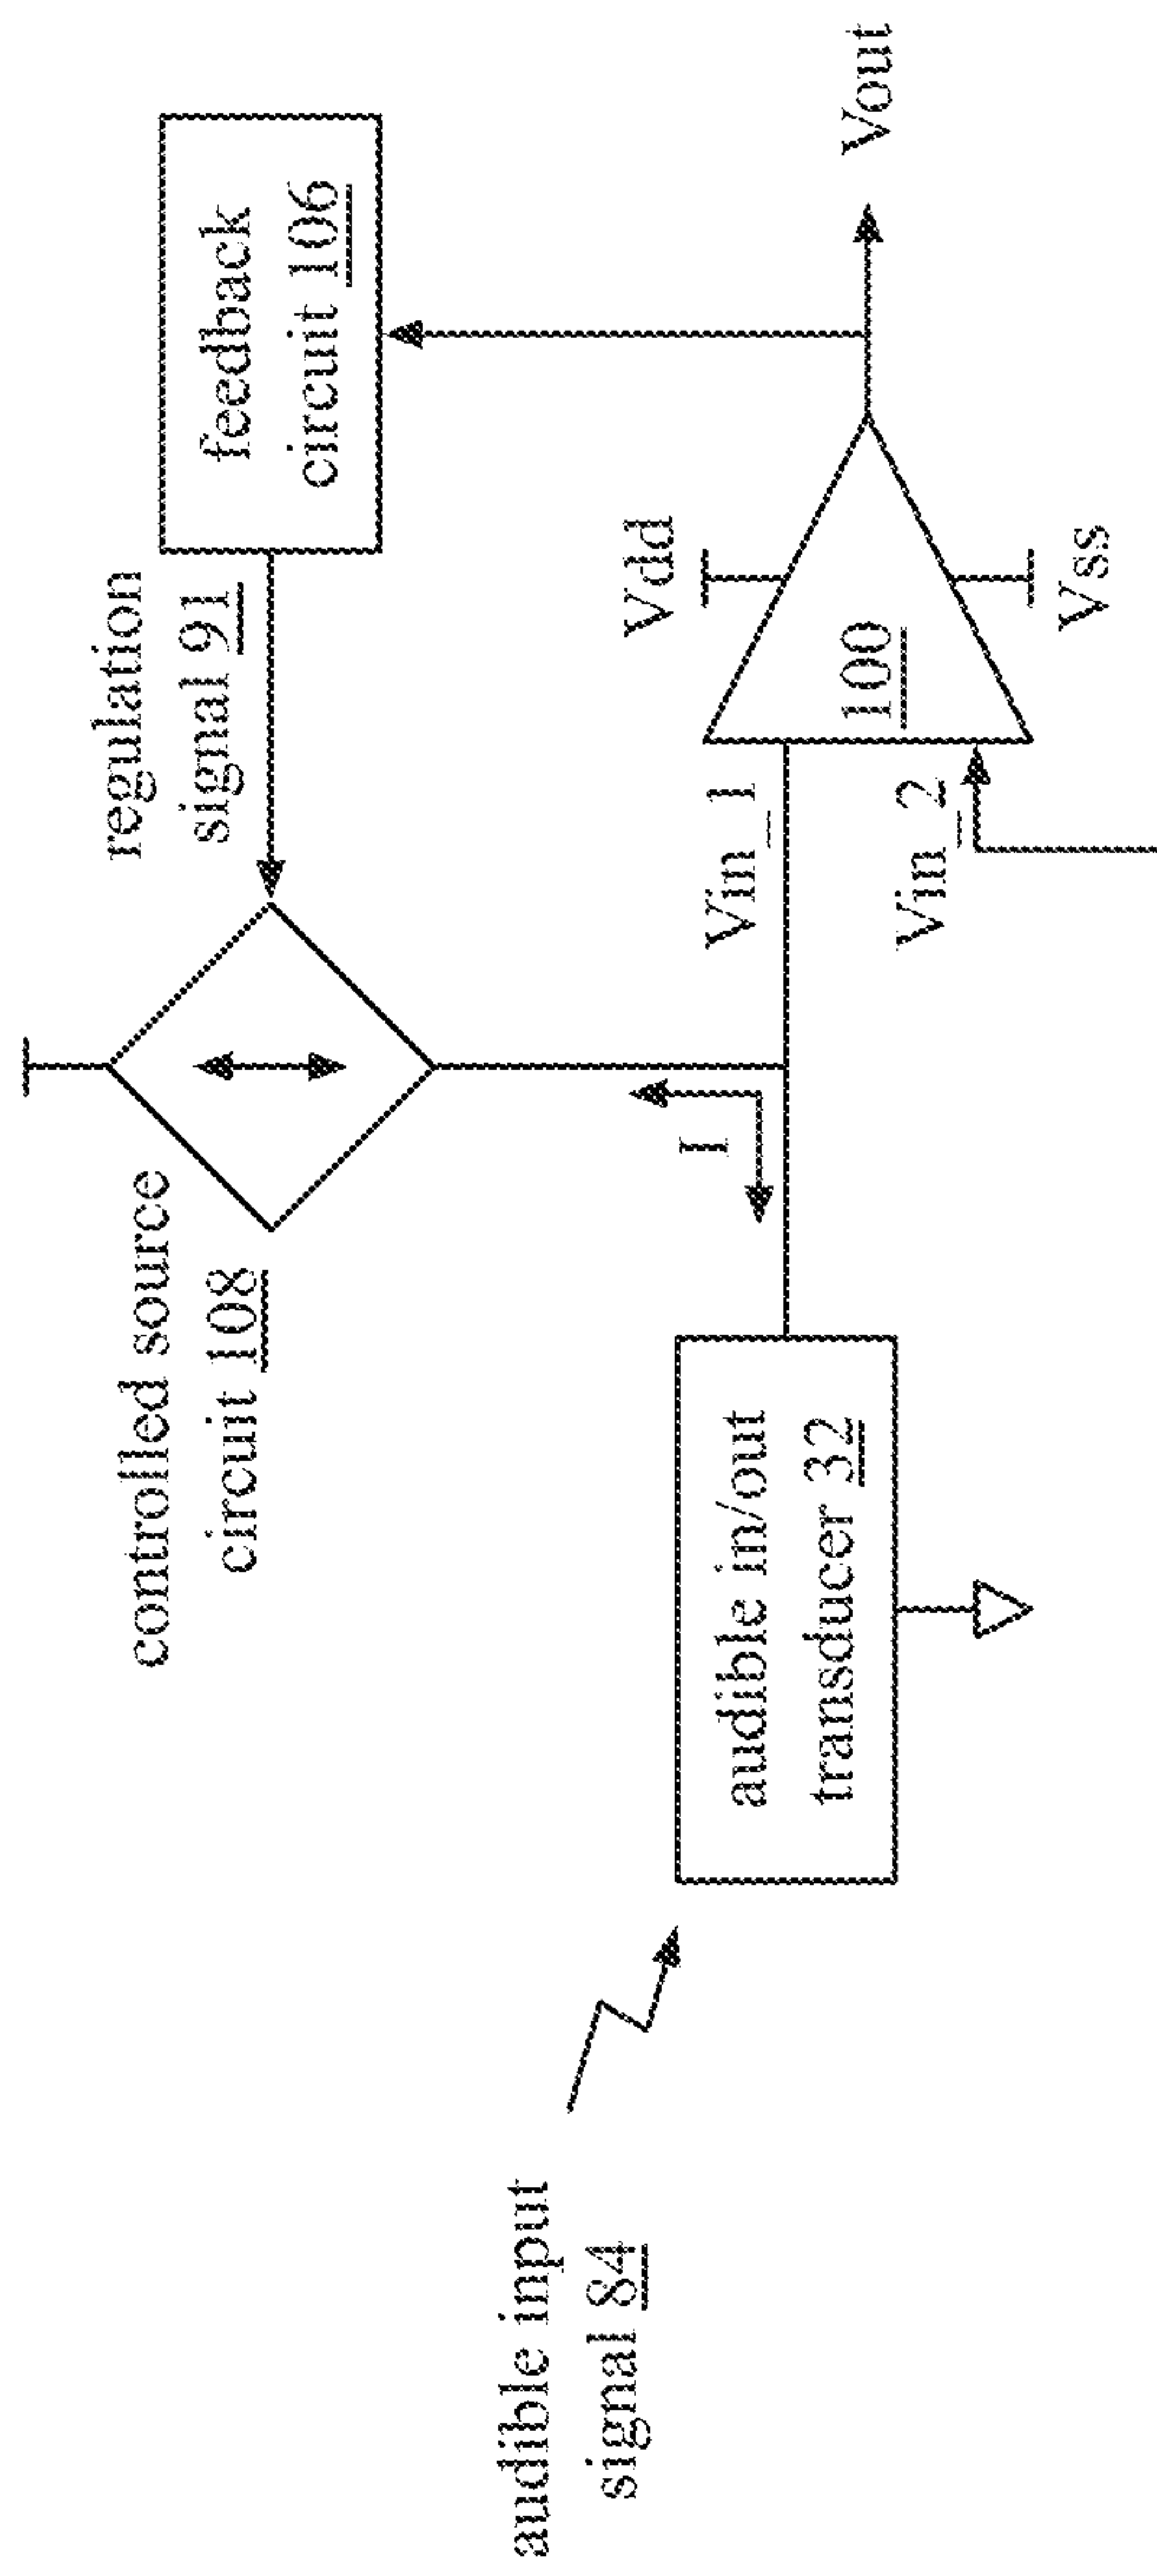 controlled source
circuit 108
regulation
signal 91
feedback
circuit 106
I
Vdd
Vin_1
100
Vin_2
Vss
Vout
audible input
signal 84
audible in/out
transducer 32